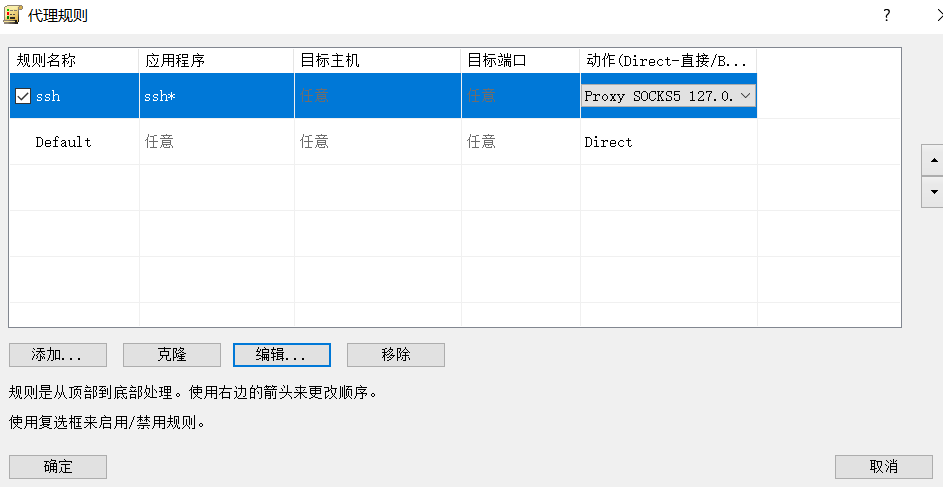 代理规则 ?
规则名称 应用程序 目标主机 目标端口 动作(Direct-直接/B...
ssh ssh* 任意 任意 Proxy SOCKS5 127.0.
Default 任意 任意 任意 Direct
添加... 克隆 编辑... 移除
规则是从顶部到底部处理。使用右边的箭头来更改顺序。
使用复选框来启用/禁用规则。
确定 取消